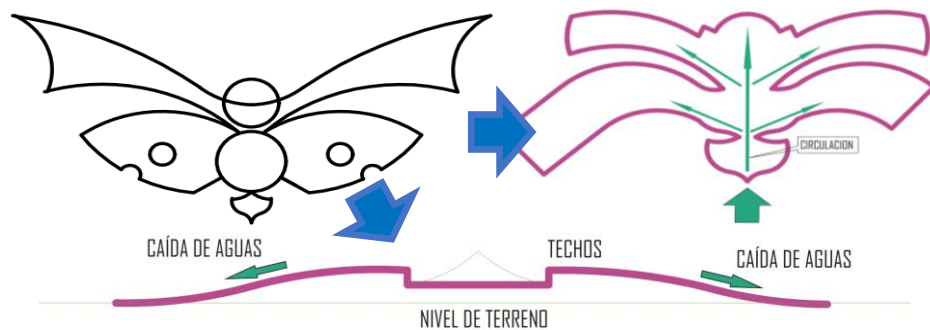 CIRCULACION
CAÍDA DE AGUAS
TECHOS
CAÍDA DE AGUAS
NIVEL DE TERRENO